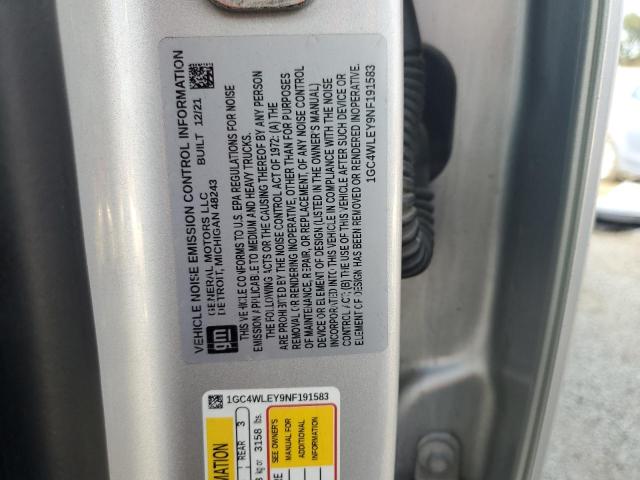 VEHICLE NOISE EMISSION CONTROL INFORMATION
GENERAL MOTORS LLC BUILT 12/21
DETROIT, MICHIGAN 48243
gm
THIS VEHICLE CONFORMS TO U.S. EPA REGULATIONS FOR NOISE
EMISSION APPLICABLE TO MEDIUM AND HEAVY TRUCKS.
THE FOLLOWING ACTS OR THE CAUSING THEREOF BY ANY PERSON
ARE PROHIBITED BY THE NOISE CONTROL ACT OF 1972: (A) THE
REMOVAL OR RENDERING INOPERATIVE, OTHER THAN FOR PURPOSES
OF MAINTENANCE, REPAIR, OR REPLACEMENT, OF ANY NOISE CONTROL
DEVICE OR ELEMENT OF DESIGN (LISTED IN THE OWNER'S MANUAL)
INCORPORATED INTO THIS VEHICLE IN COMPLIANCE WITH THE NOISE
CONTROL ACT; (B) THE USE OF THIS VEHICLE AFTER SUCH DEVICE OR
ELEMENT OF DESIGN HAS BEEN REMOVED OR RENDERED INOPERATIVE.
1GC4WLEY9NF191583
1GC4WLEY9NF191583
REAR 3
kg or 3158 lbs.
SEE OWNER'S
MANUAL FOR
ADDITIONAL
INFORMATION